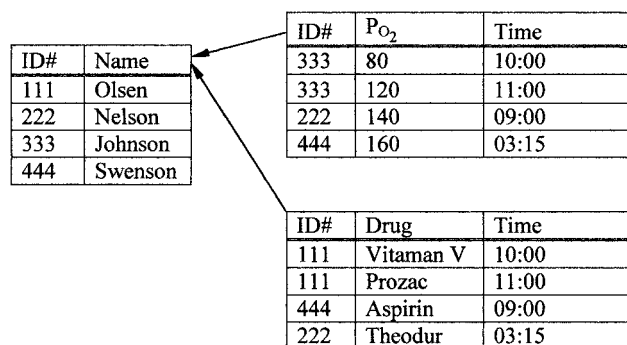 ID# Name
111 Olsen
222 Nelson
333 Johnson
444 Swenson
ID# PO2 Time
333 80 10:00
333 120 11:00
222 140 09:00
444 160 03:15
ID# Drug Time
111 Vitaman V 10:00
111 Prozac 11:00
444 Aspirin 09:00
222 Theodur 03:15